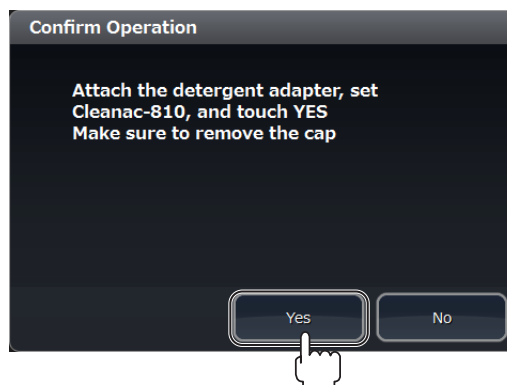 Confirm Operation
Attach the detergent adapter, set
Cleanac-810, and touch YES
Make sure to remove the cap
Yes
No